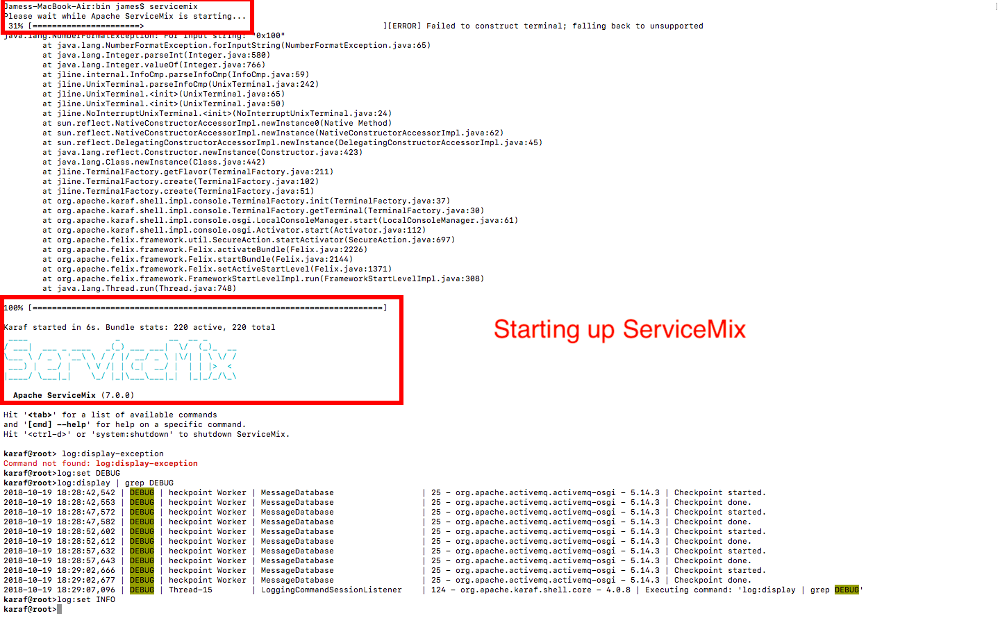 Jamess-MacBook-Air:bin james$ servicemix
Please wait while Apache ServiceMix is starting...
31% [======================>                                                 ][ERROR] Failed to construct terminal; falling back to unsupported
java.lang.NumberFormatException: For input string: "0x100"
at java.lang.NumberFormatException.forInputString(NumberFormatException.java:65)
at java.lang.Integer.parseInt(Integer.java:580)
at java.lang.Integer.valueOf(Integer.java:766)
at jline.internal.InfoCmp.parseInfoCmp(InfoCmp.java:59)
at jline.UnixTerminal.parseInfoCmp(UnixTerminal.java:242)
at jline.UnixTerminal.<init>(UnixTerminal.java:65)
at jline.UnixTerminal.<init>(UnixTerminal.java:50)
at jline.NoInterruptUnixTerminal.<init>(NoInterruptUnixTerminal.java:24)
at sun.reflect.NativeConstructorAccessorImpl.newInstance0(Native Method)
at sun.reflect.NativeConstructorAccessorImpl.newInstance(NativeConstructorAccessorImpl.java:62)
at sun.reflect.DelegatingConstructorAccessorImpl.newInstance(DelegatingConstructorAccessorImpl.java:45)
at java.lang.reflect.Constructor.newInstance(Constructor.java:423)
at java.lang.Class.newInstance(Class.java:442)
at jline.TerminalFactory.getFlavor(TerminalFactory.java:211)
at jline.TerminalFactory.create(TerminalFactory.java:102)
at jline.TerminalFactory.create(TerminalFactory.java:51)
at org.apache.karaf.shell.impl.console.TerminalFactory.init(TerminalFactory.java:37)
at org.apache.karaf.shell.impl.console.TerminalFactory.getTerminal(TerminalFactory.java:30)
at org.apache.karaf.shell.impl.console.osgi.LocalConsoleManager.start(LocalConsoleManager.java:61)
at org.apache.karaf.shell.impl.console.osgi.Activator.start(Activator.java:112)
at org.apache.felix.framework.util.SecureAction.startActivator(SecureAction.java:697)
at org.apache.felix.framework.Felix.activateBundle(Felix.java:2226)
at org.apache.felix.framework.Felix.startBundle(Felix.java:2144)
at org.apache.felix.framework.Felix.setActiveStartLevel(Felix.java:1371)
at org.apache.felix.framework.FrameworkStartLevelImpl.run(FrameworkStartLevelImpl.java:308)
at java.lang.Thread.run(Thread.java:748)
100% [========================================================================]
Karaf started in 6s. Bundle stats: 220 active, 220 total
ServiceMix
Starting up ServiceMix
Apache ServiceMix (7.0.0)
Hit '<tab>' for a list of available commands
and '[cmd] --help' for help on a specific command.
Hit '<ctrl-d>' or 'system:shutdown' to shutdown ServiceMix.
karaf@root> log:display-exception
Command not found: log:display-exception
karaf@root>log:set DEBUG
karaf@root>log:display | grep DEBUG
2018-10-19 18:28:42,542 | DEBUG | heckpoint Worker | MessageDatabase | 25 - org.apache.activemq.activemq-osgi - 5.14.3 | Checkpoint started.
2018-10-19 18:28:42,553 | DEBUG | heckpoint Worker | MessageDatabase | 25 - org.apache.activemq.activemq-osgi - 5.14.3 | Checkpoint done.
2018-10-19 18:28:47,572 | DEBUG | heckpoint Worker | MessageDatabase | 25 - org.apache.activemq.activemq-osgi - 5.14.3 | Checkpoint started.
2018-10-19 18:28:47,582 | DEBUG | heckpoint Worker | MessageDatabase | 25 - org.apache.activemq.activemq-osgi - 5.14.3 | Checkpoint done.
2018-10-19 18:28:52,602 | DEBUG | heckpoint Worker | MessageDatabase | 25 - org.apache.activemq.activemq-osgi - 5.14.3 | Checkpoint started.
2018-10-19 18:28:52,612 | DEBUG | heckpoint Worker | MessageDatabase | 25 - org.apache.activemq.activemq-osgi - 5.14.3 | Checkpoint done.
2018-10-19 18:28:57,632 | DEBUG | heckpoint Worker | MessageDatabase | 25 - org.apache.activemq.activemq-osgi - 5.14.3 | Checkpoint started.
2018-10-19 18:28:57,643 | DEBUG | heckpoint Worker | MessageDatabase | 25 - org.apache.activemq.activemq-osgi - 5.14.3 | Checkpoint done.
2018-10-19 18:29:02,666 | DEBUG | heckpoint Worker | MessageDatabase | 25 - org.apache.activemq.activemq-osgi - 5.14.3 | Checkpoint started.
2018-10-19 18:29:02,677 | DEBUG | heckpoint Worker | MessageDatabase | 25 - org.apache.activemq.activemq-osgi - 5.14.3 | Checkpoint done.
2018-10-19 18:29:07,096 | DEBUG | Thread-15 | LoggingCommandSessionListener | 124 - org.apache.karaf.shell.core - 4.0.8 | Executing command: 'log:display | grep DEBUG'
karaf@root>log:set INFO
karaf@root>